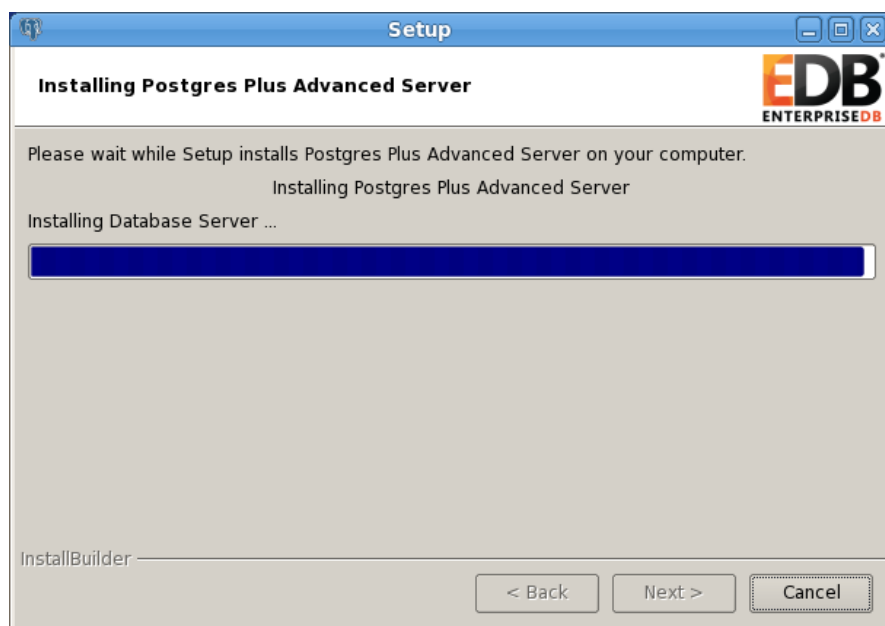 Setup
Installing Postgres Plus Advanced Server
EDB
ENTERPRISEDB
Please wait while Setup installs Postgres Plus Advanced Server on your computer.
Installing Postgres Plus Advanced Server
Installing Database Server ...
InstallBuilder
< Back Next > Cancel